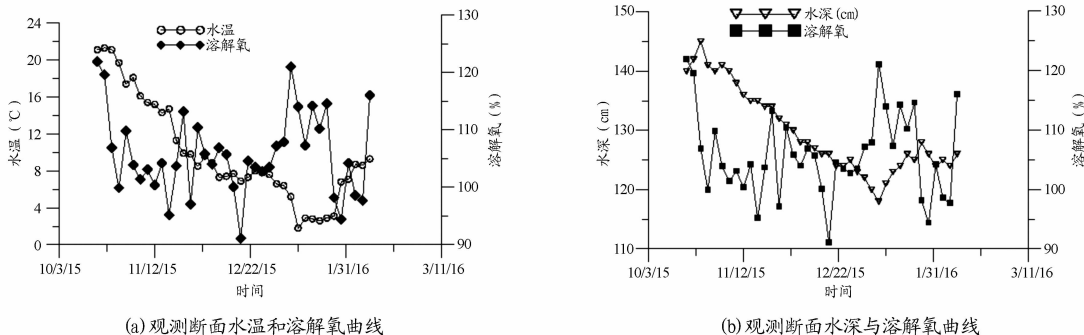 24
20
16
12
8
4
0
水温(℃)
水温
溶解氧
130
120
110
100
90
溶解氧(%)
10/3/15
11/12/15
12/22/15
1/31/16
3/11/16
时间
(a)观测断面水温和溶解氧曲线
150
140
130
120
110
水深(cm)
水深(cm)
溶解氧
130
120
110
100
90
溶解氧(%)
10/3/15
11/12/15
12/22/15
1/31/16
3/11/16
时间
(b)观测断面水深与溶解氧曲线